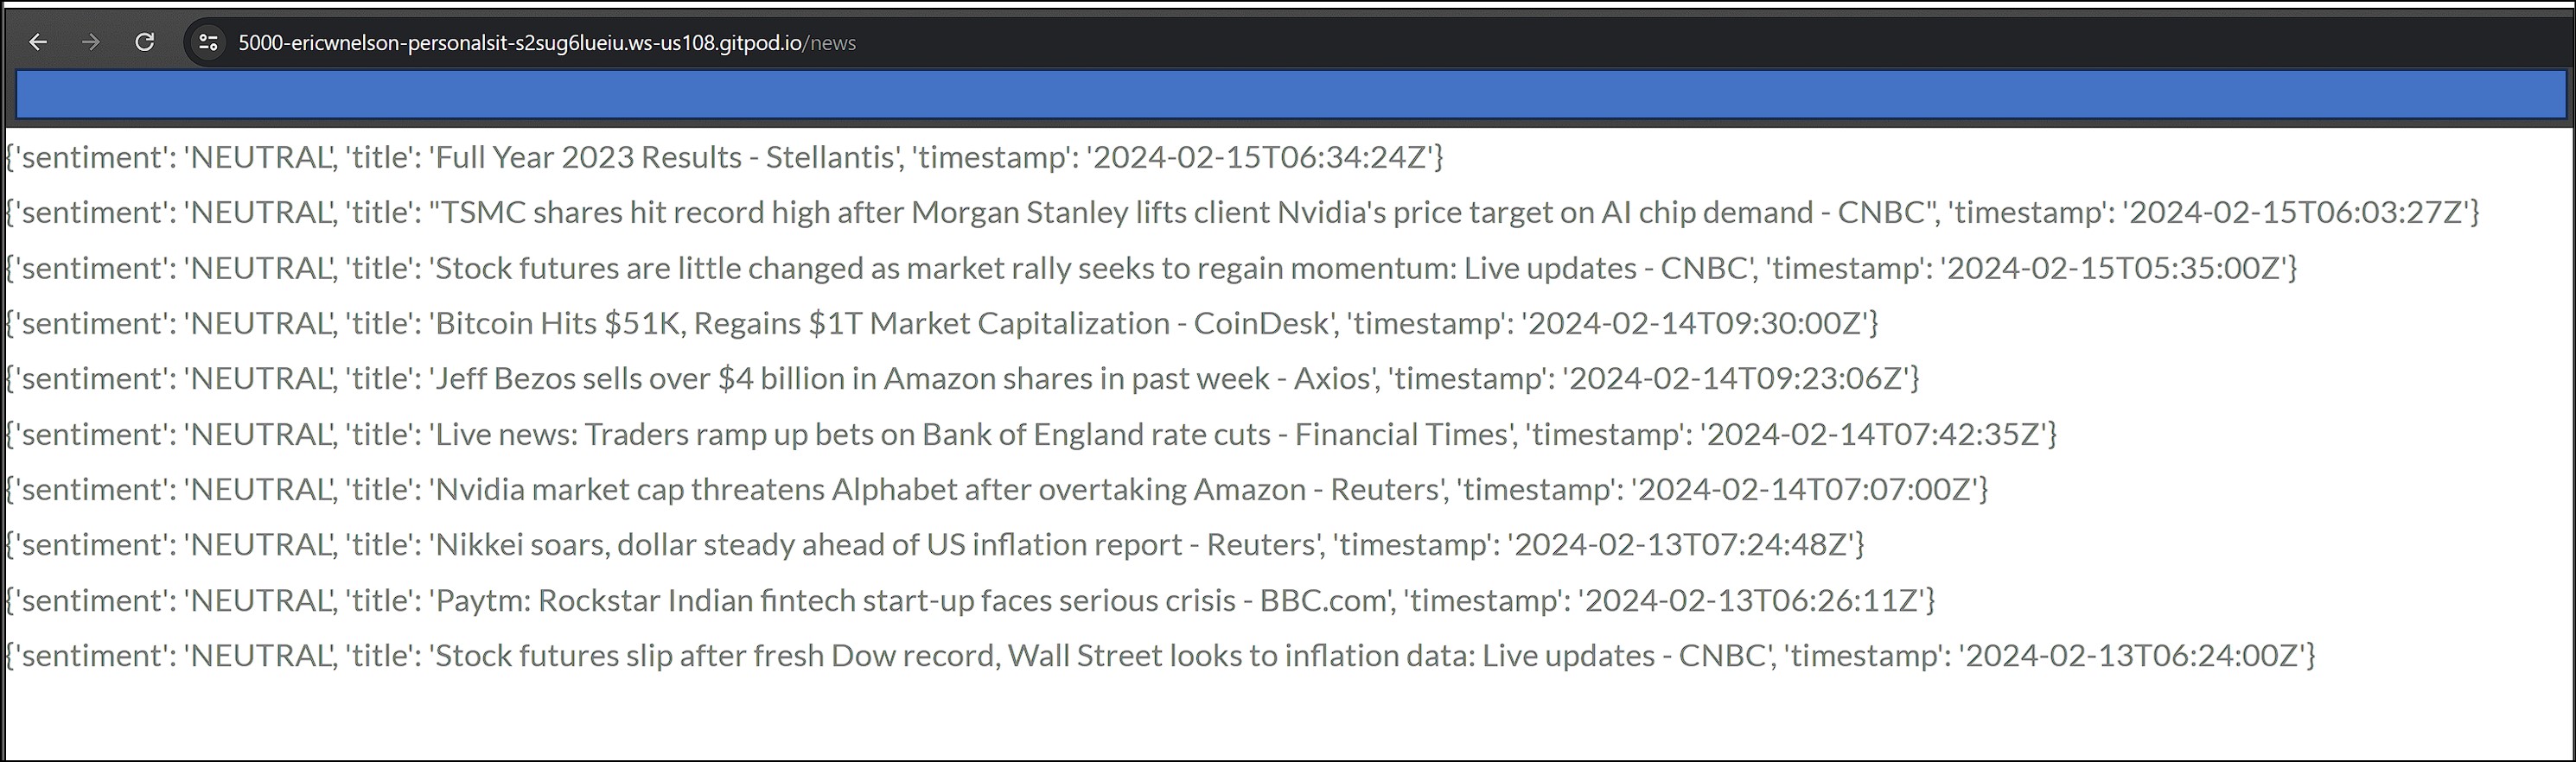 5000-ericwnelson-personalsit-s2sug6lueiu.ws-us108.gitpod.io/news
{'sentiment': 'NEUTRAL', 'title': 'Full Year 2023 Results - Stellantis', 'timestamp': '2024-02-15T06:34:24Z'}
{'sentiment': 'NEUTRAL', 'title': "TSMC shares hit record high after Morgan Stanley lifts client Nvidia's price target on AI chip demand - CNBC", 'timestamp': '2024-02-15T06:03:27Z'}
{'sentiment': 'NEUTRAL', 'title': 'Stock futures are little changed as market rally seeks to regain momentum: Live updates - CNBC', 'timestamp': '2024-02-15T05:35:00Z'}
{'sentiment': 'NEUTRAL', 'title': 'Bitcoin Hits $51K, Regains $1T Market Capitalization - CoinDesk', 'timestamp': '2024-02-14T09:30:00Z'}
{'sentiment': 'NEUTRAL', 'title': 'Jeff Bezos sells over $4 billion in Amazon shares in past week - Axios', 'timestamp': '2024-02-14T09:23:06Z'}
{'sentiment': 'NEUTRAL', 'title': 'Live news: Traders ramp up bets on Bank of England rate cuts - Financial Times', 'timestamp': '2024-02-14T07:42:35Z'}
{'sentiment': 'NEUTRAL', 'title': 'Nvidia market cap threatens Alphabet after overtaking Amazon - Reuters', 'timestamp': '2024-02-14T07:07:00Z'}
{'sentiment': 'NEUTRAL', 'title': 'Nikkei soars, dollar steady ahead of US inflation report - Reuters', 'timestamp': '2024-02-13T07:24:48Z'}
{'sentiment': 'NEUTRAL', 'title': 'Paytm: Rockstar Indian fintech start-up faces serious crisis - BBC.com', 'timestamp': '2024-02-13T06:26:11Z'}
{'sentiment': 'NEUTRAL', 'title': 'Stock futures slip after fresh Dow record, Wall Street looks to inflation data: Live updates - CNBC', 'timestamp': '2024-02-13T06:24:00Z'}